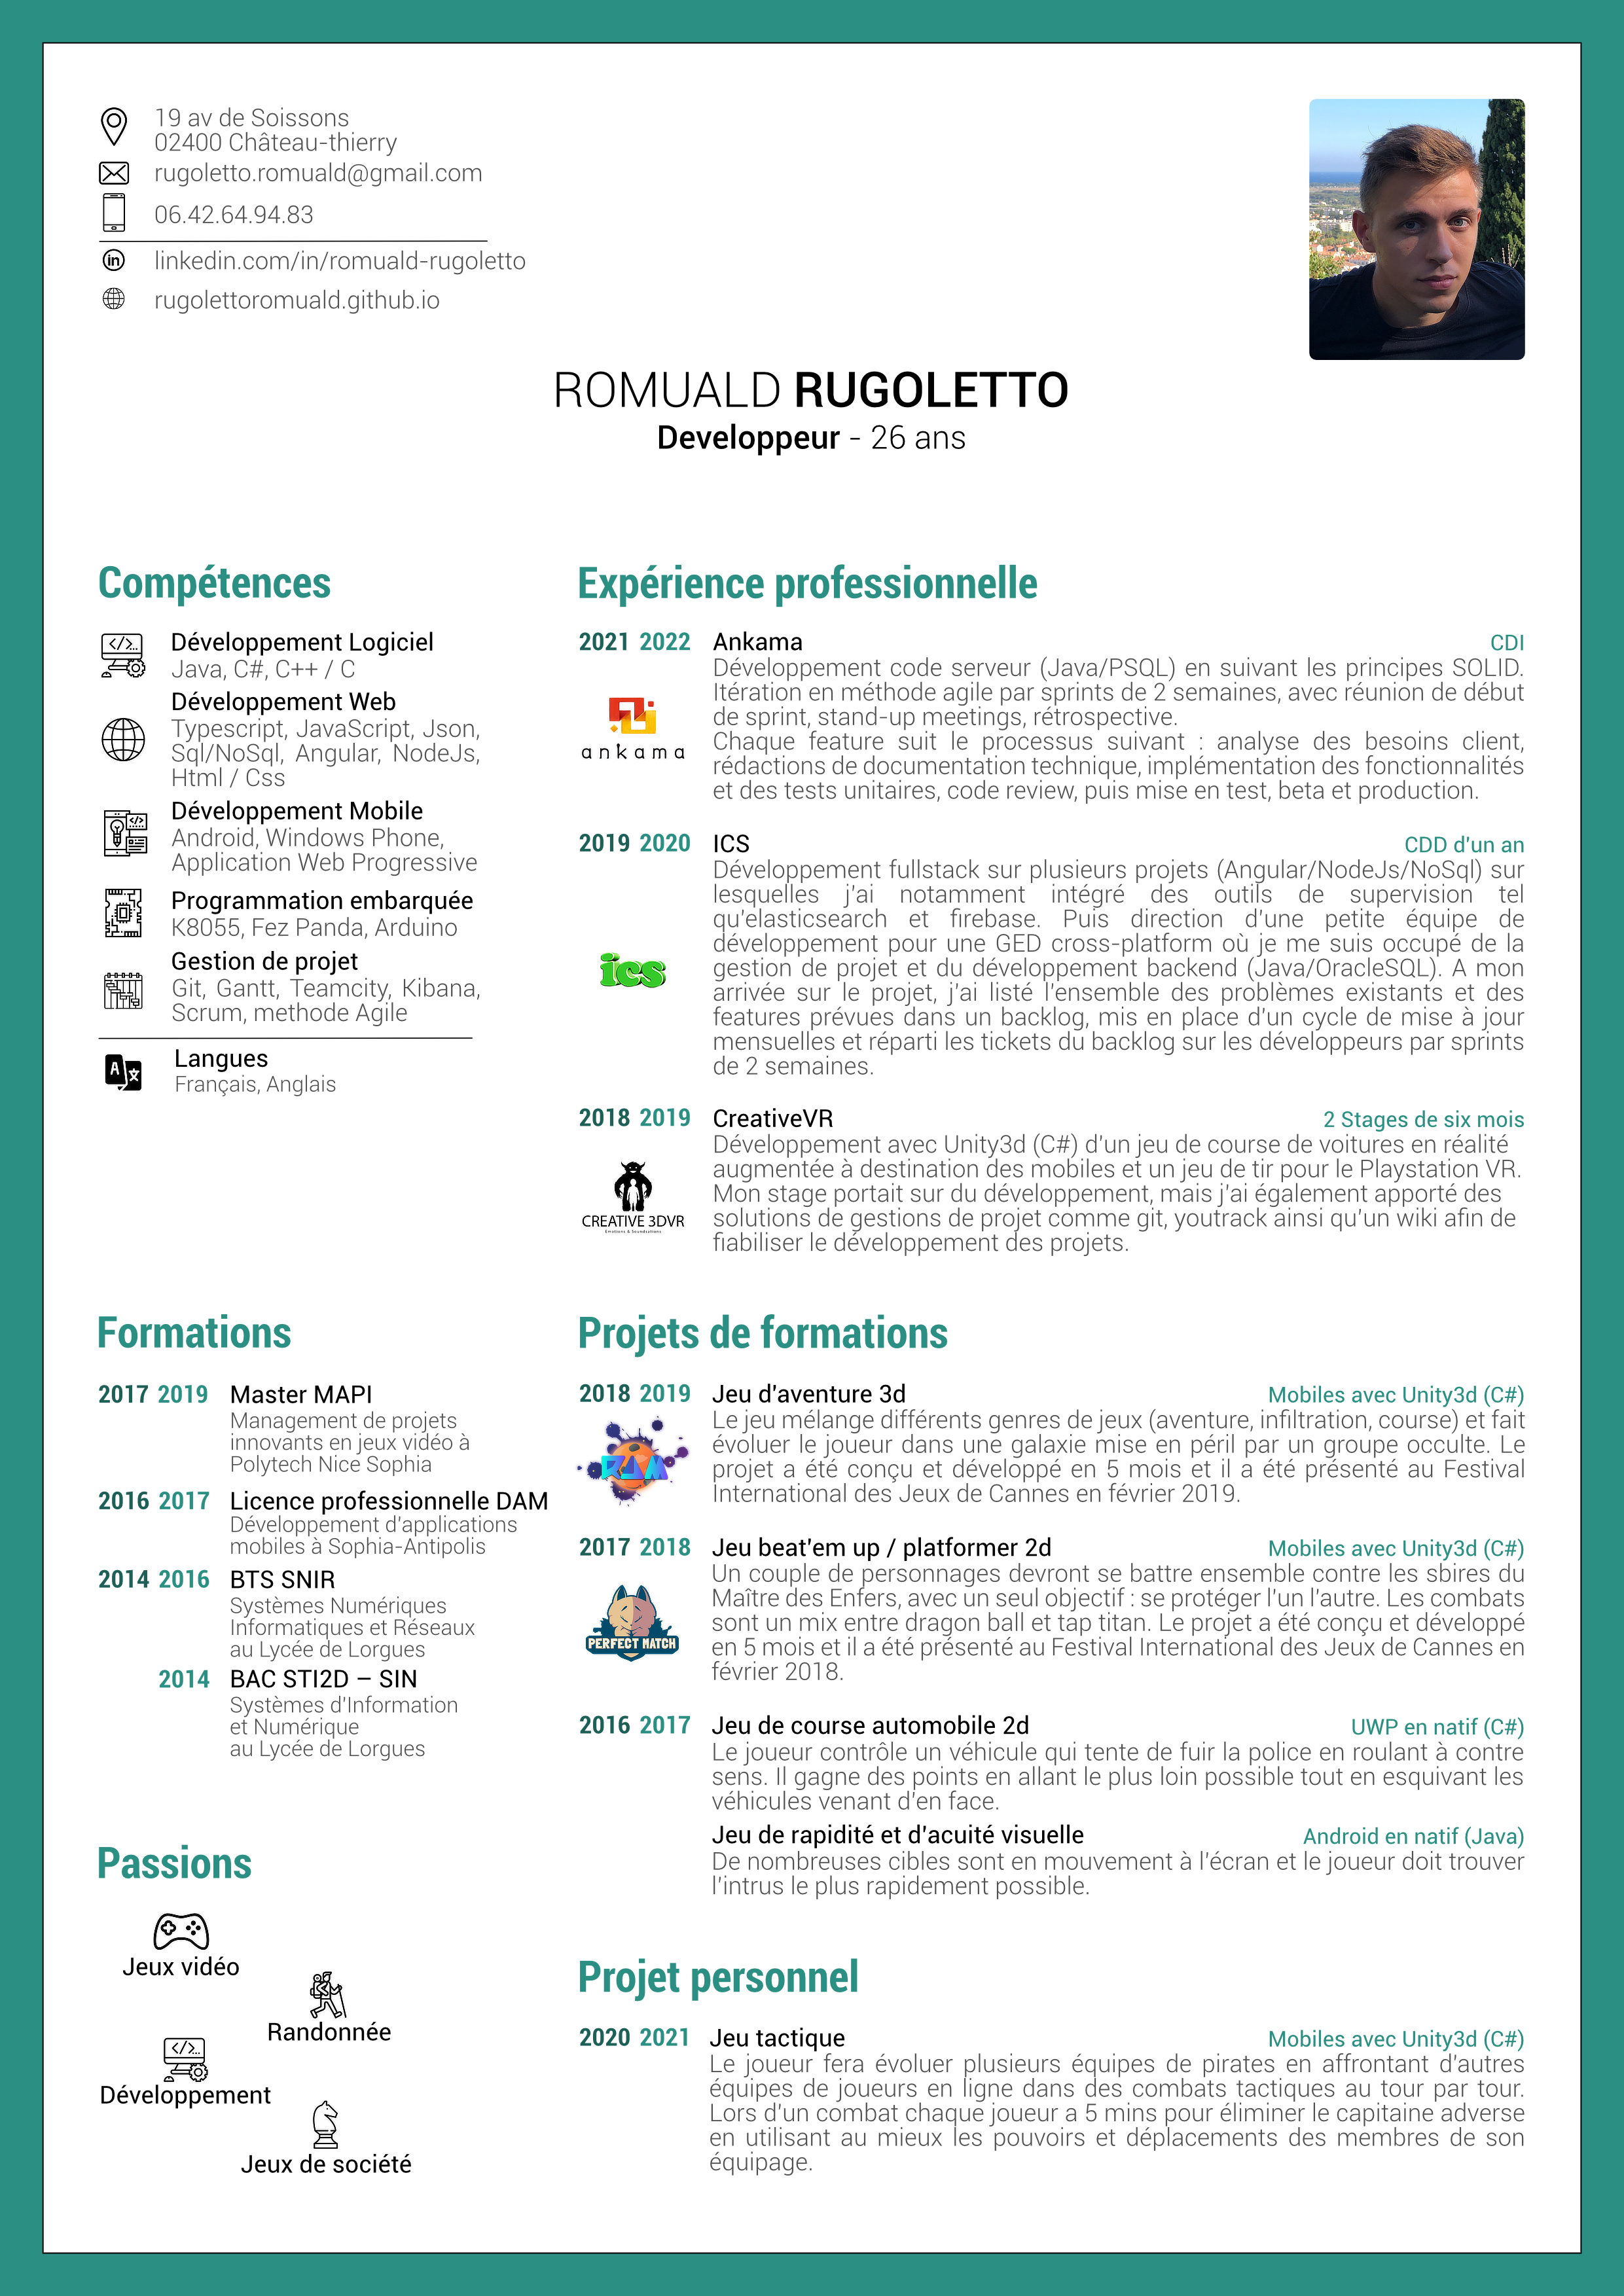 19 av de Soissons
02400 Château-thierry
rugoletto.romuald@gmail.com
06.42.64.94.83
linkedin.com/in/romuald-rugoletto
rugolettoromuald.github.io
ROMUALD RUGOLETTO
Developpeur - 26 ans
Compétences
Développement Logiciel
Java, C#, C++ / C
Développement Web
Typescript, JavaScript, Json,
Sql/NoSql, Angular, NodeJs,
Html / Css
Développement Mobile
Android, Windows Phone,
Application Web Progressive
Programmation embarquée
K8055, Fez Panda, Arduino
Gestion de projet
Git, Gantt, Teamcity, Kibana,
Scrum, methode Agile
Langues
Français, Anglais
Expérience professionnelle
2021 2022 Ankama CDI
ankama
Développement code serveur (Java/PSQL) en suivant les principes SOLID.
Itération en méthode agile par sprints de 2 semaines, avec réunion de début
de sprint, stand-up meetings, rétrospective.
Chaque feature suit le processus suivant : analyse des besoins client,
rédactions de documentation technique, implémentation des fonctionnalités
et des tests unitaires, code review, puis mise en test, beta et production.
2019 2020 ICS CDD d'un an
ics
Développement fullstack sur plusieurs projets (Angular/NodeJs/NoSql) sur
lesquelles j'ai notamment intégré des outils de supervision tel
qu'elasticsearch et firebase. Puis direction d'une petite équipe de
développement pour une GED cross-platform où je me suis occupé de la
gestion de projet et du développement backend (Java/OracleSQL). A mon
arrivée sur le projet, j'ai listé l'ensemble des problèmes existants et des
features prévues dans un backlog, mis en place d'un cycle de mise à jour
mensuelles et réparti les tickets du backlog sur les développeurs par sprints
de 2 semaines.
2018 2019 CreativeVR 2 Stages de six mois
CREATIVE 3DVR
Emotions & Soundsations
Développement avec Unity3d (C#) d'un jeu de course de voitures en réalité
augmentée à destination des mobiles et un jeu de tir pour le Playstation VR.
Mon stage portait sur du développement, mais j'ai également apporté des
solutions de gestions de projet comme git, youtrack ainsi qu'un wiki afin de
fiabiliser le développement des projets.
Formations
2017 2019 Master MAPI
Management de projets
innovants en jeux vidéo à
Polytech Nice Sophia
2016 2017 Licence professionnelle DAM
Développement d'applications
mobiles à Sophia-Antipolis
2014 2016 BTS SNIR
Systèmes Numériques
Informatiques et Réseaux
au Lycée de Lorgues
2014 BAC STI2D – SIN
Systèmes d'Information
et Numérique
au Lycée de Lorgues
Passions
Jeux vidéo
Randonnée
Développement
Jeux de société
Projets de formations
2018 2019 Jeu d'aventure 3d Mobiles avec Unity3d (C#)
Le jeu mélange différents genres de jeux (aventure, infiltration, course) et fait
évoluer le joueur dans une galaxie mise en péril par un groupe occulte. Le
projet a été conçu et développé en 5 mois et il a été présenté au Festival
International des Jeux de Cannes en février 2019.
2017 2018 Jeu beat'em up / platformer 2d Mobiles avec Unity3d (C#)
PERFECT MATCH
Un couple de personnages devront se battre ensemble contre les sbires du
Maître des Enfers, avec un seul objectif : se protéger l'un l'autre. Les combats
sont un mix entre dragon ball et tap titan. Le projet a été conçu et développé
en 5 mois et il a été présenté au Festival International des Jeux de Cannes en
février 2018.
2016 2017 Jeu de course automobile 2d UWP en natif (C#)
Le joueur contrôle un véhicule qui tente de fuir la police en roulant à contre
sens. Il gagne des points en allant le plus loin possible tout en esquivant les
véhicules venant d'en face.
Jeu de rapidité et d'acuité visuelle Android en natif (Java)
De nombreuses cibles sont en mouvement à l'écran et le joueur doit trouver
l'intrus le plus rapidement possible.
Projet personnel
2020 2021 Jeu tactique Mobiles avec Unity3d (C#)
Le joueur fera évoluer plusieurs équipes de pirates en affrontant d'autres
équipes de joueurs en ligne dans des combats tactiques au tour par tour.
Lors d'un combat chaque joueur a 5 mins pour éliminer le capitaine adverse
en utilisant au mieux les pouvoirs et déplacements des membres de son
équipage.